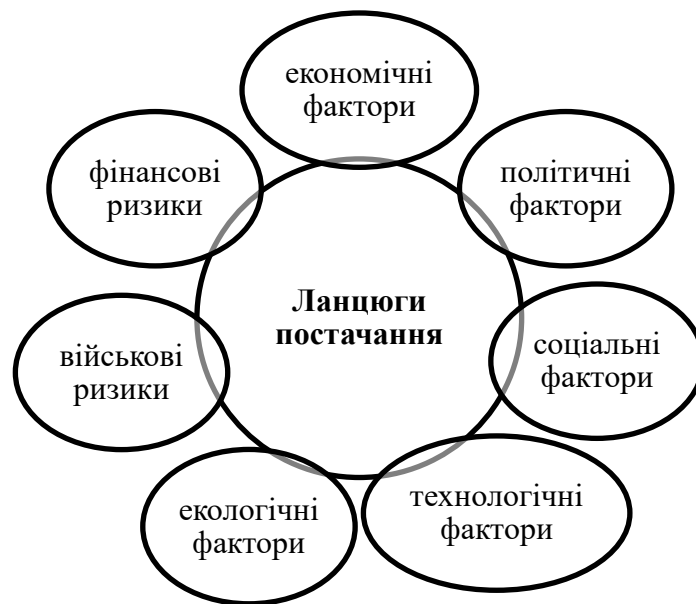 економічні
фактори
фінансові
ризики
політичні
фактори
Ланцюги
постачання
військові
ризики
соціальні
фактори
екологічні
фактори
технологічні
фактори